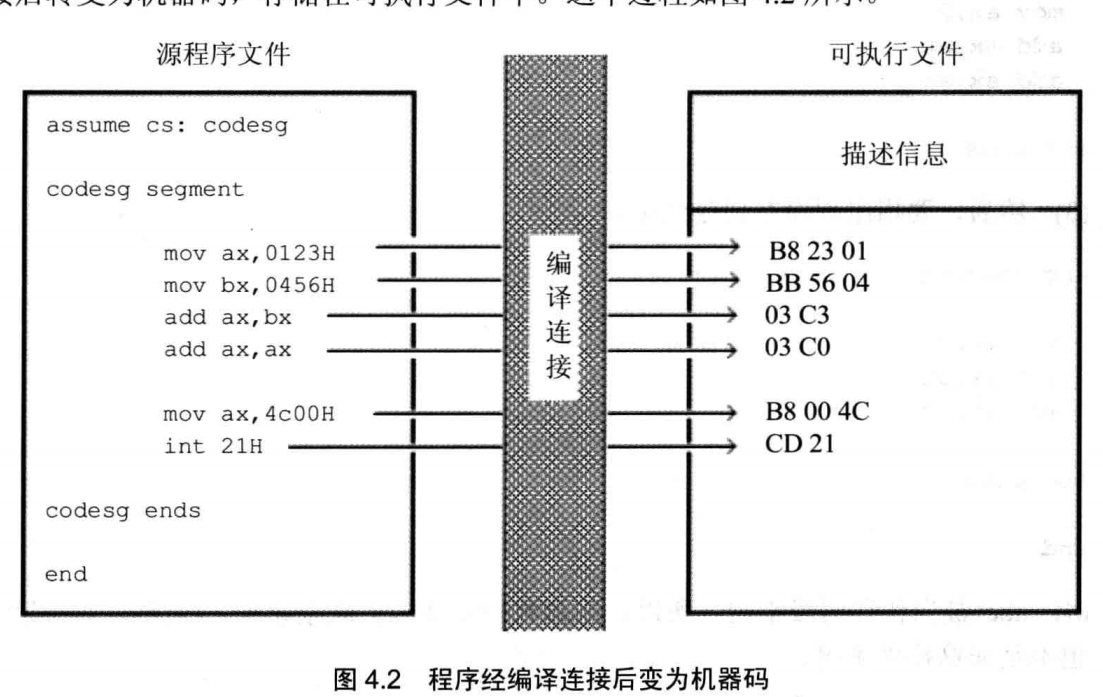 后转变为机器码，存储在可执行文件中。这个过程如图 4.2 所示。
源程序文件
可执行文件
assume cs: codesg
codesg segment
mov ax,0123H
mov bx,0456H
add ax,bx
add ax,ax
mov ax,4c00H
int 21H
codesg ends
end
编译连接
描述信息
B8 23 01
BB 56 04
03 C3
03 C0
B8 00 4C
CD 21
图 4.2 程序经编译连接后变为机器码